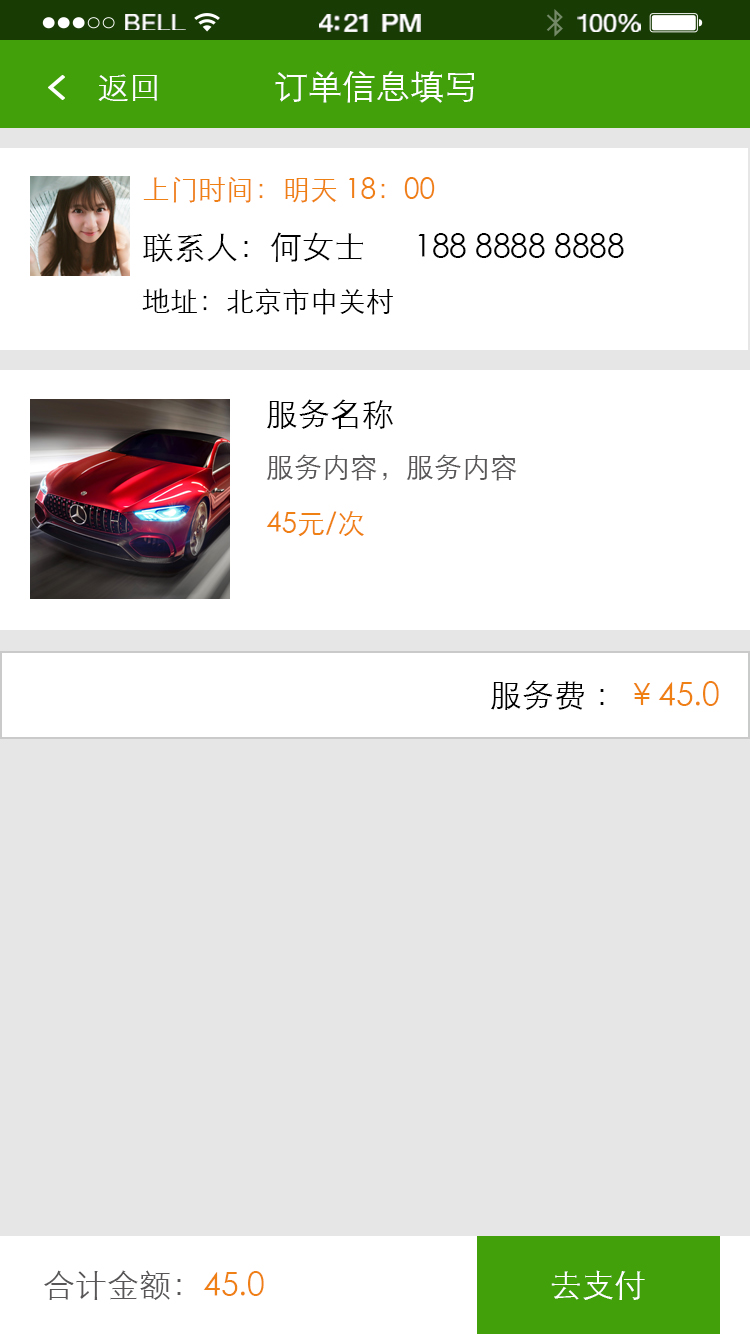 BELL 4:21 PM 100%
返回 订单信息填写
上门时间：明天 18：00
联系人：何女士 188 8888 8888
地址：北京市中关村
服务名称
服务内容，服务内容
45元/次
服务费 ： ￥45.0
合计金额：45.0 去支付